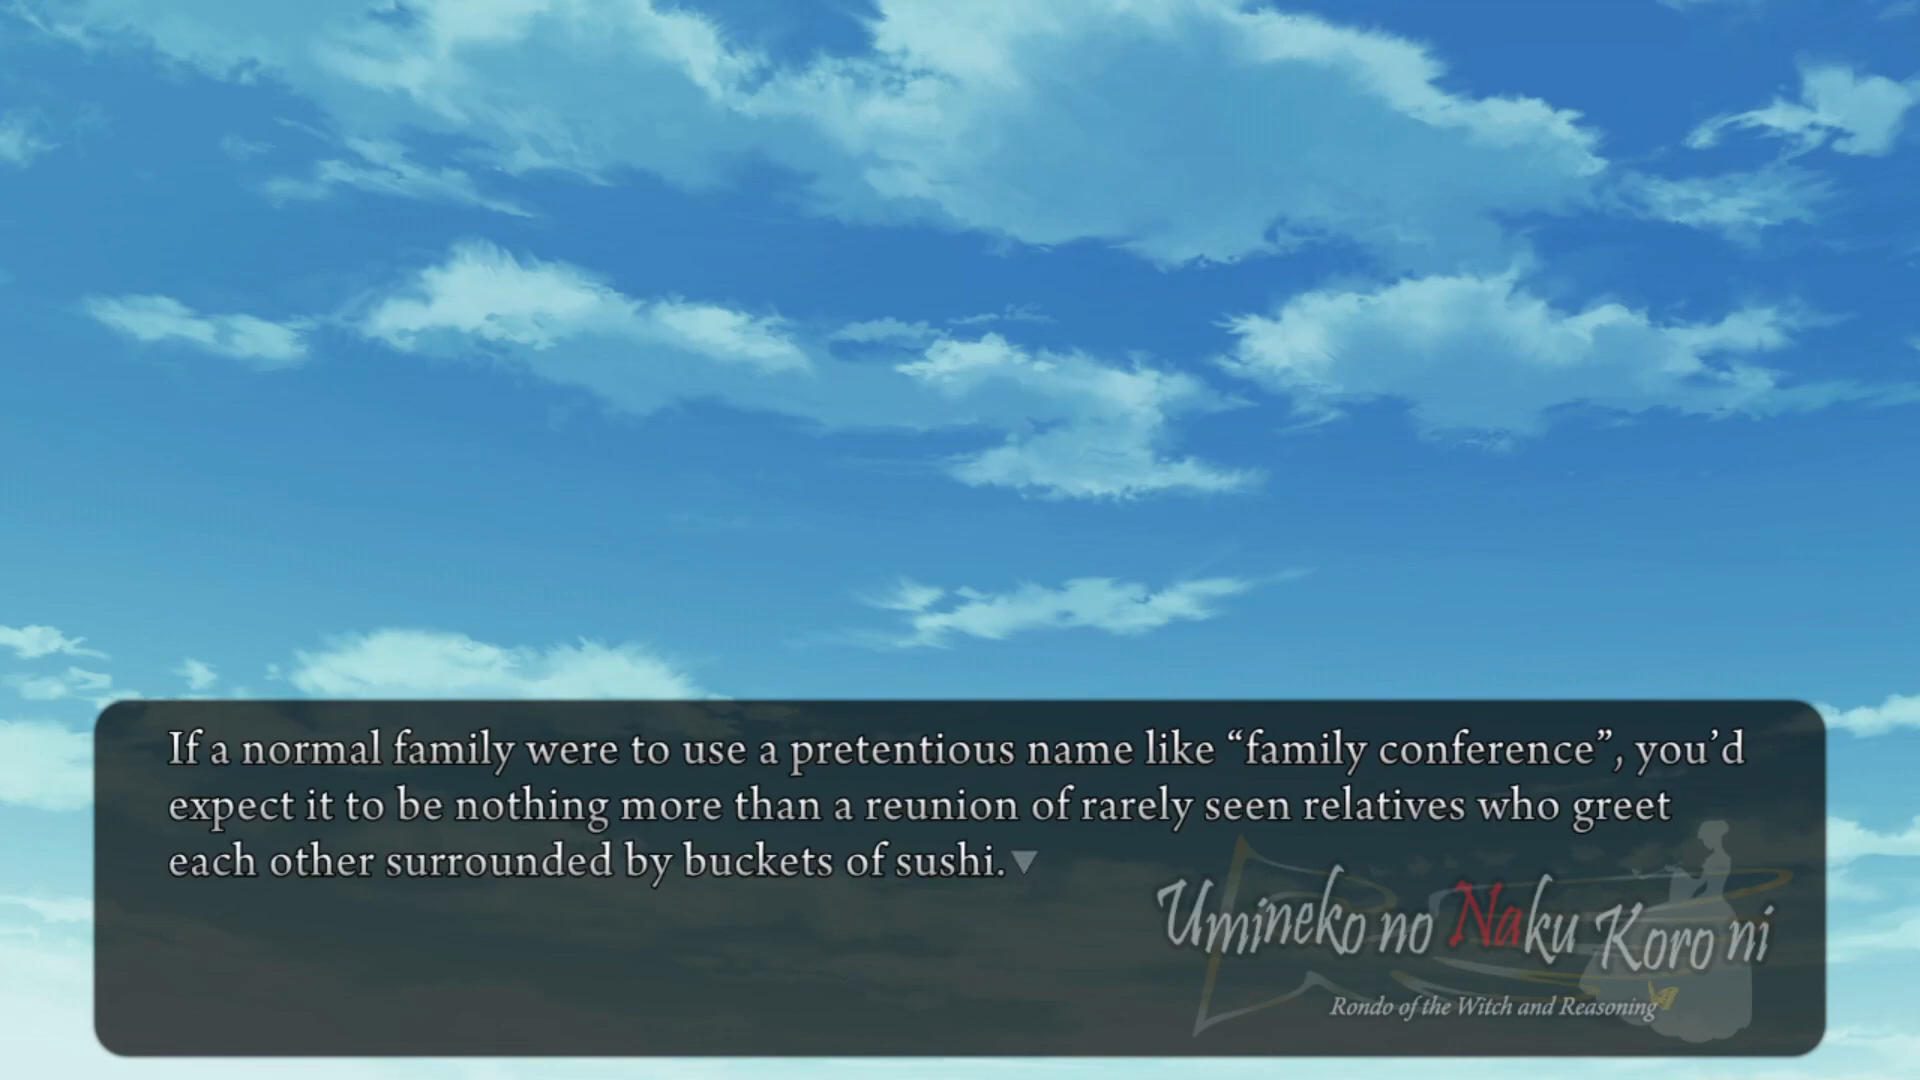 If a normal family were to use a pretentious name like “family conference”, you’d
expect it to be nothing more than a reunion of rarely seen relatives who greet
each other surrounded by buckets of sushi.
Umineko no Naku Koro ni
Rondo of the Witch and Reasoning